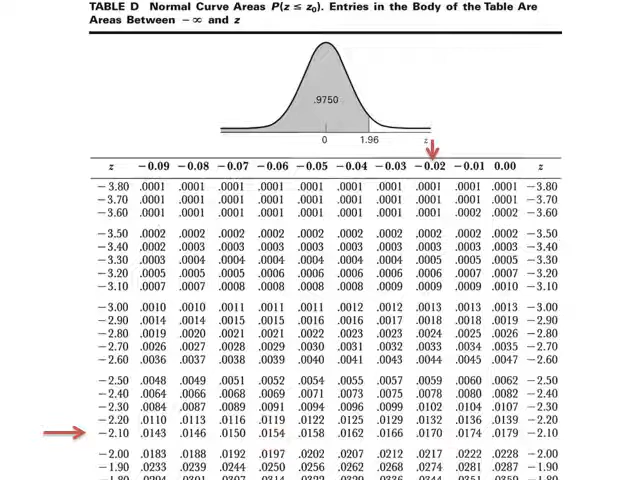 TABLE D Normal Curve Areas P(z ≤ z₀). Entries in the Body of the Table Are
Areas Between −∞ and z
.9750
0 1.96 z
z −0.09 −0.08 −0.07 −0.06 −0.05 −0.04 −0.03 −0.02 −0.01 0.00 z
−3.80 .0001 .0001 .0001 .0001 .0001 .0001 .0001 .0001 .0001 .0001 −3.80
−3.70 .0001 .0001 .0001 .0001 .0001 .0001 .0001 .0001 .0001 .0001 −3.70
−3.60 .0001 .0001 .0001 .0001 .0001 .0001 .0001 .0001 .0002 .0002 −3.60
−3.50 .0002 .0002 .0002 .0002 .0002 .0002 .0002 .0002 .0002 .0002 −3.50
−3.40 .0002 .0003 .0003 .0003 .0003 .0003 .0003 .0003 .0003 .0003 −3.40
−3.30 .0003 .0004 .0004 .0004 .0004 .0004 .0004 .0005 .0005 .0005 −3.30
−3.20 .0005 .0005 .0005 .0006 .0006 .0006 .0006 .0006 .0007 .0007 −3.20
−3.10 .0007 .0007 .0008 .0008 .0008 .0008 .0009 .0009 .0009 .0010 −3.10
−3.00 .0010 .0010 .0011 .0011 .0011 .0012 .0012 .0013 .0013 .0013 −3.00
−2.90 .0014 .0014 .0015 .0015 .0016 .0016 .0017 .0018 .0018 .0019 −2.90
−2.80 .0019 .0020 .0021 .0021 .0022 .0023 .0023 .0024 .0025 .0026 −2.80
−2.70 .0026 .0027 .0028 .0029 .0030 .0031 .0032 .0033 .0034 .0035 −2.70
−2.60 .0036 .0037 .0038 .0039 .0040 .0041 .0043 .0044 .0045 .0047 −2.60
−2.50 .0048 .0049 .0051 .0052 .0054 .0055 .0057 .0059 .0060 .0062 −2.50
−2.40 .0064 .0066 .0068 .0069 .0071 .0073 .0075 .0078 .0080 .0082 −2.40
−2.30 .0084 .0087 .0089 .0091 .0094 .0096 .0099 .0102 .0104 .0107 −2.30
−2.20 .0110 .0113 .0116 .0119 .0122 .0125 .0129 .0132 .0136 .0139 −2.20
−2.10 .0143 .0146 .0150 .0154 .0158 .0162 .0166 .0170 .0174 .0179 −2.10
−2.00 .0183 .0188 .0192 .0197 .0202 .0207 .0212 .0217 .0222 .0228 −2.00
−1.90 .0233 .0239 .0244 .0250 .0256 .0262 .0268 .0274 .0281 .0287 −1.90